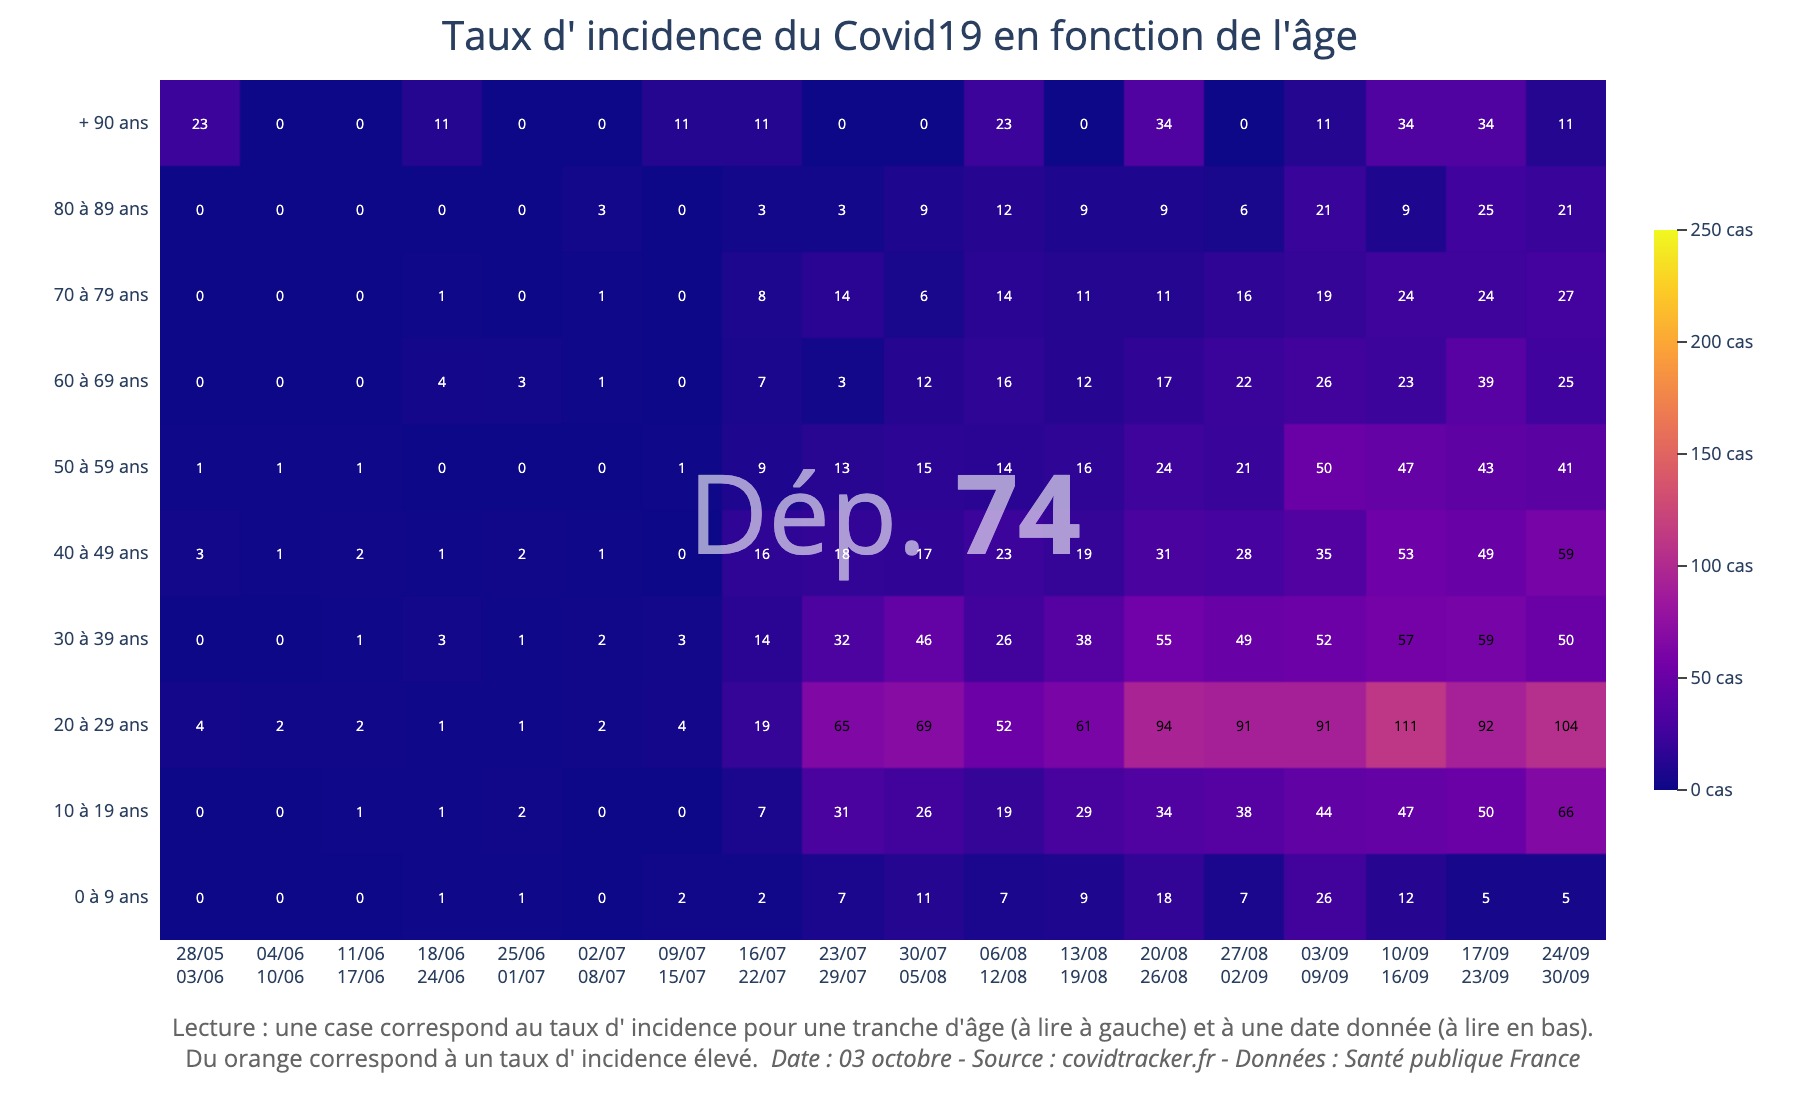 Taux d' incidence du Covid19 en fonction de l'âge
+ 90 ans 23 0 0 11 0 0 11 11 0 0 23 0 34 0 11 34 34 11
80 à 89 ans 0 0 0 0 0 3 0 3 3 9 12 9 9 6 21 9 25 21
250 cas
70 à 79 ans 0 0 0 1 0 1 0 8 14 6 14 11 11 16 19 24 24 27
200 cas
60 à 69 ans 0 0 0 4 3 1 0 7 3 12 16 12 17 22 26 23 39 25
150 cas
50 à 59 ans 1 1 1 0 0 0 1 9 13 15 14 16 24 21 50 47 43 41
Dép. 74
40 à 49 ans 3 1 2 1 2 1 0 16 18 17 23 19 31 28 35 53 49 59
100 cas
30 à 39 ans 0 0 1 3 1 2 3 14 32 46 26 38 55 49 52 57 59 50
50 cas
20 à 29 ans 4 2 2 1 1 2 4 19 65 69 52 61 94 91 91 111 92 104
0 cas
10 à 19 ans 0 0 1 1 2 0 0 7 31 26 19 29 34 38 44 47 50 66
0 à 9 ans 0 0 0 1 1 0 2 2 7 11 7 9 18 7 26 12 5 5
28/05 04/06 11/06 18/06 25/06 02/07 09/07 16/07 23/07 30/07 06/08 13/08 20/08 27/08 03/09 10/09 17/09 24/09
03/06 10/06 17/06 24/06 01/07 08/07 15/07 22/07 29/07 05/08 12/08 19/08 26/08 02/09 09/09 16/09 23/09 30/09
Lecture : une case correspond au taux d' incidence pour une tranche d'âge (à lire à gauche) et à une date donnée (à lire en bas).
Du orange correspond à un taux d' incidence élevé. Date : 03 octobre - Source : covidtracker.fr - Données : Santé publique France